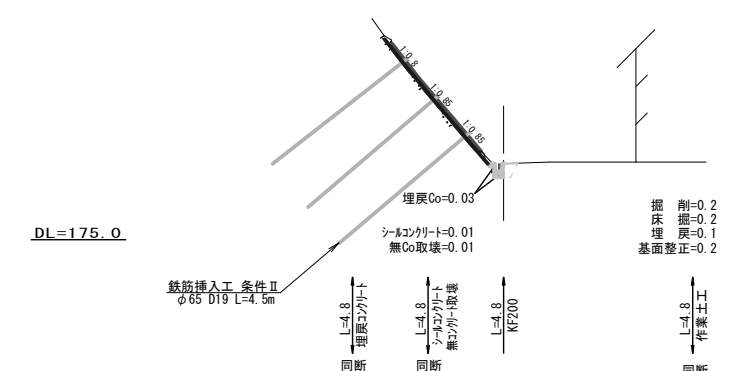 1:0.8
1:0.85
1:0.85
埋戻Co=0.03
シールコンクリート=0.01
無Co取壊=0.01
掘　削=0.2
床　掘=0.2
埋　戻=0.1
基面整正=0.2
DL=175.0
鉄筋挿入工 条件Ⅱ
φ65 D19 L=4.5m
L=4.8
埋戻コンクリート
同断
L=4.8
シールコンクリート
無コンクリート取壊
同断
L=4.8
KF200
L=4.8
作業土工
同断